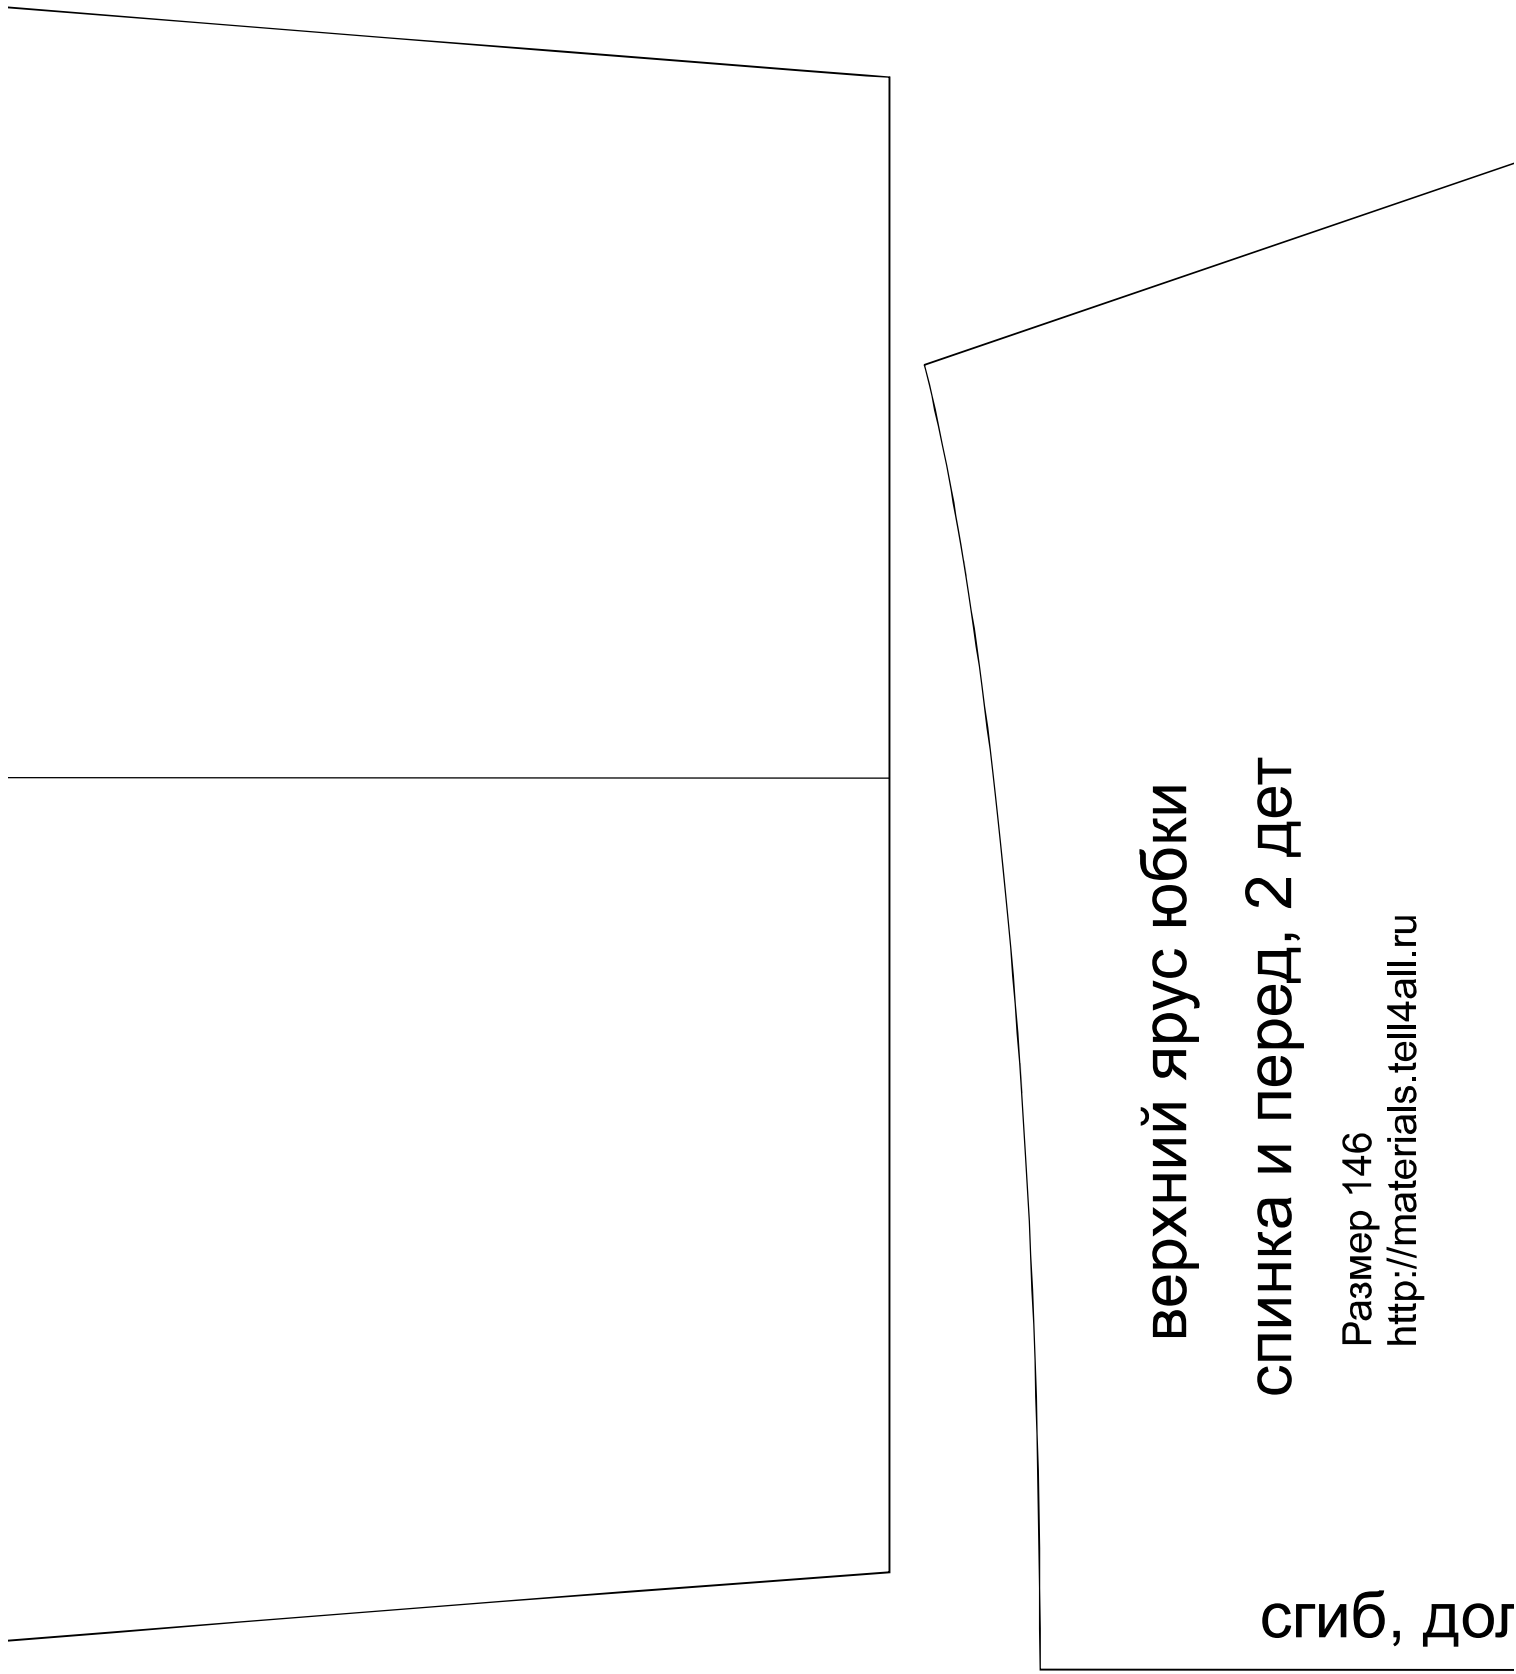 верхний ярус юбки
спинка и перед, 2 дет
Размер 146
http://materials.tell4all.ru
сгиб, дол